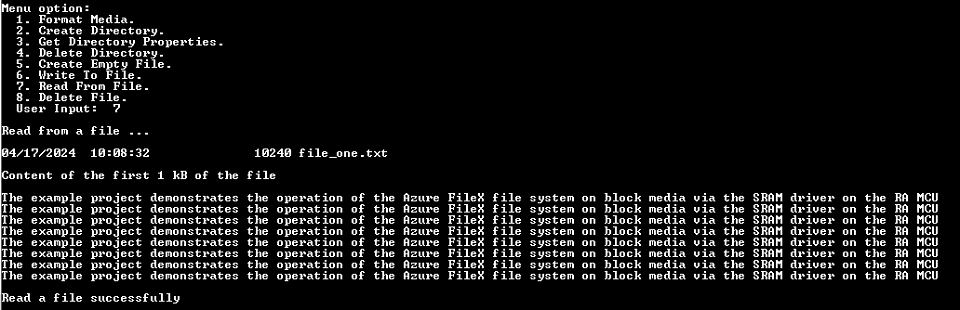 Menu option:
  1. Format Media.
  2. Create Directory.
  3. Get Directory Properties.
  4. Delete Directory.
  5. Create Empty File.
  6. Write To File.
  7. Read From File.
  8. Delete File.
  User Input:  7
Read from a file ...
04/17/2024  10:08:32              10240 file_one.txt
Content of the first 1 kB of the file
The example project demonstrates the operation of the Azure FileX file system on block media via the SRAM driver on the RA MCU
The example project demonstrates the operation of the Azure FileX file system on block media via the SRAM driver on the RA MCU
The example project demonstrates the operation of the Azure FileX file system on block media via the SRAM driver on the RA MCU
The example project demonstrates the operation of the Azure FileX file system on block media via the SRAM driver on the RA MCU
The example project demonstrates the operation of the Azure FileX file system on block media via the SRAM driver on the RA MCU
The example project demonstrates the operation of the Azure FileX file system on block media via the SRAM driver on the RA MCU
The example project demonstrates the operation of the Azure FileX file system on block media via the SRAM driver on the RA MCU
The example project demonstrates the operation of the Azure FileX file system on block media via the SRAM driver on the RA MCU
Read a file successfully